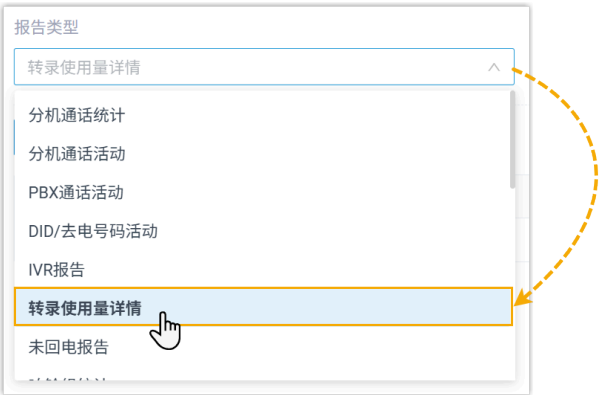 报告类型
转录使用量详情
分机通话统计
分机通话活动
PBX通话活动
DID/去电号码活动
IVR报告
转录使用量详情
未回电报告